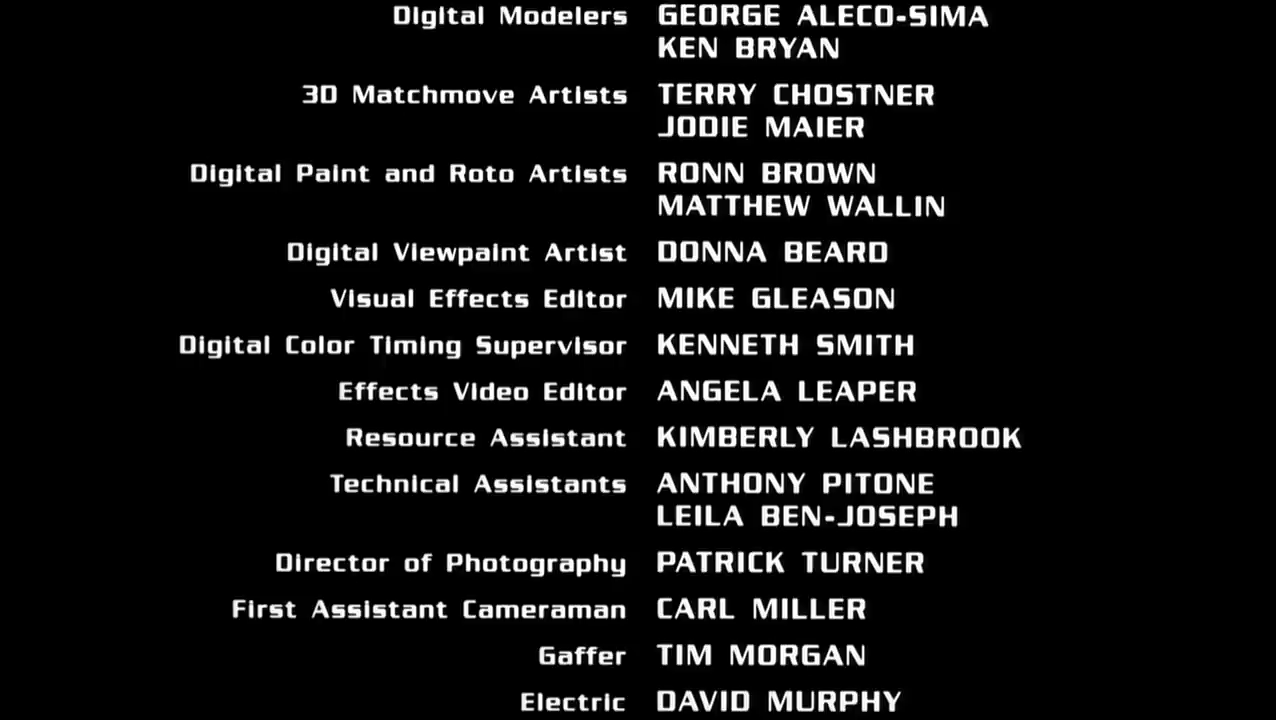 Digital Modelers GEORGE ALECO-SIMA
KEN BRYAN
3D Matchmove Artists TERRY CHOSTNER
JODIE MAIER
Digital Paint and Roto Artists RONN BROWN
MATTHEW WALLIN
Digital Viewpaint Artist DONNA BEARD
Visual Effects Editor MIKE GLEASON
Digital Color Timing Supervisor KENNETH SMITH
Effects Video Editor ANGELA LEAPER
Resource Assistant KIMBERLY LASHBROOK
Technical Assistants ANTHONY PITONE
LEILA BEN-JOSEPH
Director of Photography PATRICK TURNER
First Assistant Cameraman CARL MILLER
Gaffer TIM MORGAN
Electric DAVID MURPHY